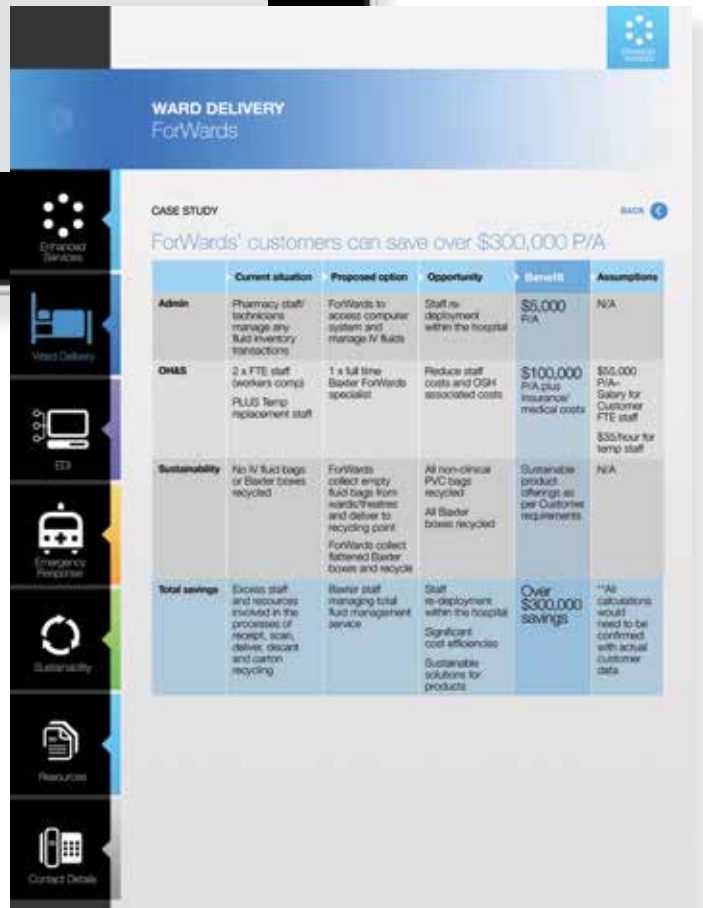 WARD DELIVERY
ForWards
Enhanced
Services
Ward Delivery
EDI
Emergency
Response
Sustainability
Resources
Contact Details
CASE STUDY
BACK
ForWards' customers can save over $300,000 P/A
Current situation Proposed option Opportunity Benefit Assumptions
Admin
Pharmacy staff/
technicians
manage any
fluid inventory
transactions
ForWards to
access computer
system and
manage IV fluids
Staff re-
deployment
within the hospital
$5,000
P/A
N/A
OH&S
2 x FTE staff
(workers comp)
PLUS Temp
replacement staff
1 x full time
Baxter ForWards
specialist
Reduce staff
costs and OSH
associated costs
$100,000
P/A plus
insurance/
medical costs
$55,000
P/A–
Salary for
Customer
FTE staff
$35/hour for
temp staff
Sustainability
No IV fluid bags
or Baxter boxes
recycled
ForWards
collect empty
fluid bags from
wards/theatres
and deliver to
recycling point
ForWards collect
flattened Baxter
boxes and recycle
All non-clinical
PVC bags
recycled
All Baxter
boxes recycled
Sustainable
product
offerings as
per Customer
requirements
N/A
Total savings
Excess staff
and resources
involved in the
processes of
receipt, scan,
deliver, discard
and carton
recycling
Baxter staff
managing total
fluid management
service
Staff
re-deployment
within the hospital
Significant
cost efficiencies
Sustainable
solutions for
products
Over
$300,000
savings
**All
calculations
would
need to be
confirmed
with actual
customer
data